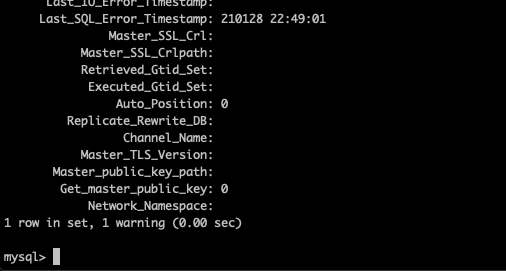 Last_IO_Error_Timestamp:
Last_SQL_Error_Timestamp: 210128 22:49:01
Master_SSL_Crl:
Master_SSL_Crlpath:
Retrieved_Gtid_Set:
Executed_Gtid_Set:
Auto_Position: 0
Replicate_Rewrite_DB:
Channel_Name:
Master_TLS_Version:
Master_public_key_path:
Get_master_public_key: 0
Network_Namespace:
1 row in set, 1 warning (0.00 sec)
mysql>